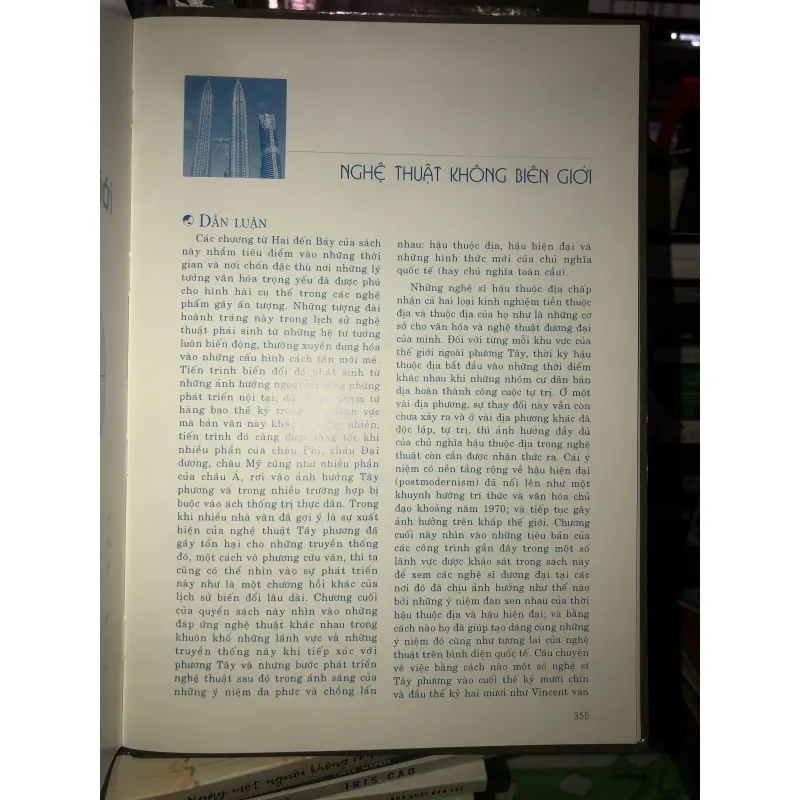 NGHỆ THUẬT KHÔNG BIÊN GIỚI
DẪN LUẬN
Các chương từ Hai đến Bảy của sách
này nhắm tiêu điểm vào những thời
gian và nơi chốn đặc thù nơi những lý
tưởng văn hóa trọng yếu đã được phú
cho hình hài cụ thể trong các nghệ
phẩm gây ấn tượng. Những tượng đài
hoành tráng này trong lịch sử nghệ
thuật phái sinh từ những hệ tư tưởng
luôn biến động, thường xuyên dung hóa
vào những cấu hình cách tân mới mẻ.
Tiến trình biến đổi đó phát sinh từ
những ảnh hưởng ngoại những
phát triển nội tại, từ
hàng bao thế kỷ vực
mà bản văn này nhiên,
tiến trình đó càng được tăng tốc khi
nhiều phần của châu Phi, châu Đại
dương, châu Mỹ cũng như nhiều phần
của châu Á, rơi vào ảnh hưởng Tây
phương và trong nhiều trường hợp bị
buộc vào ách thống trị thực dân. Trong
khi nhiều nhà văn đã gợi ý là sự xuất
hiện của nghệ thuật Tây phương đã
gây tổn hại cho những truyền thống
đó, một cách vô phương cứu vãn, thì ta
cũng có thể nhìn vào sự phát triển
này như là một chương hồi khác của
lịch sử biến đổi lâu dài. Chương cuối
của quyển sách này nhìn vào những
đáp ứng nghệ thuật khác nhau trong
khuôn khổ những lãnh vực và những
truyền thống này khi tiếp xúc với
phương Tây và những bước phát triển
nghệ thuật sau đó trong ánh sáng của
những ý niệm đa phức và chồng lấn
nhau: hậu thuộc địa, hậu hiện đại và
những hình thức mới của chủ nghĩa
quốc tế (hay chủ nghĩa toàn cầu).
Những nghệ sĩ hậu thuộc địa chấp
nhận cả hai loại kinh nghiệm tiền thuộc
địa và thuộc địa của họ như là những cơ
sở cho văn hóa và nghệ thuật đương đại
của mình. Đối với từng mỗi khu vực của
thế giới ngoài phương Tây, thời kỳ hậu
thuộc địa bắt đầu vào những thời điểm
khác nhau khi những nhóm cư dân bản
địa hoàn thành công cuộc tự trị. Ở một
vài địa phương, sự thay đổi này vẫn còn
chưa xảy ra và ở vài địa phương khác đã
độc lập, tự trị, thì ảnh hưởng đầy đủ
của chủ nghĩa hậu thuộc địa trong nghệ
thuật còn cần được nhận thức ra. Cái ý
niệm có nền tảng rộng về hậu hiện đại
(postmodernism) đã nổi lên như một
khuynh hướng tri thức và văn hóa chủ
đạo khoảng năm 1970; và tiếp tục gây
ảnh hưởng trên khắp thế giới. Chương
cuối này nhìn vào những tiêu bản của
các công trình gần đây trong một số
lãnh vực được khảo sát trong sách này
để xem các nghệ sĩ đương đại tại các
nơi đó đã chịu ảnh hưởng như thế nào
bởi những ý niệm đan xen nhau của thời
hậu thuộc địa và hậu hiện đại; và bằng
cách nào họ đã giúp tạo dáng cùng những
ý niệm đó cũng như tương lai của nghệ
thuật trên bình diện quốc tế. Câu chuyện
về việc bằng cách nào một số nghệ sĩ
Tây phương vào cuối thế kỷ mười chín
và đầu thế kỷ hai mươi như Vincent van
355
Ngày một người không còn
IRIS CAO